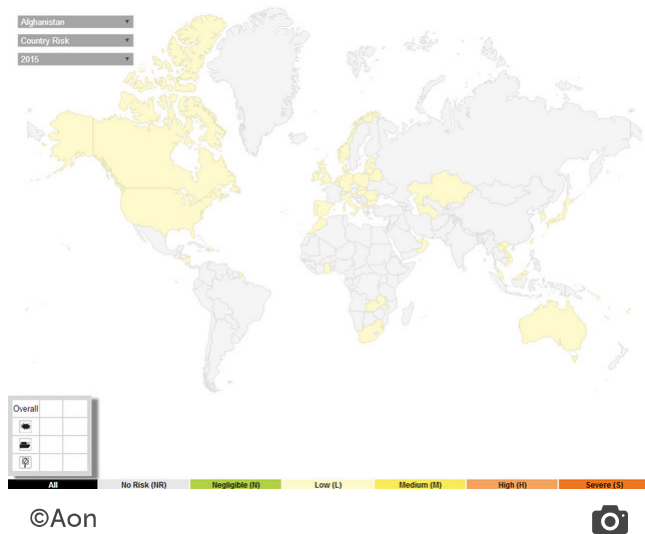 Afghanistan
Country Risk
2015
Overall
All No Risk (NR) Negligible (N) Low (L) Medium (M) High (H) Severe (S)
©Aon